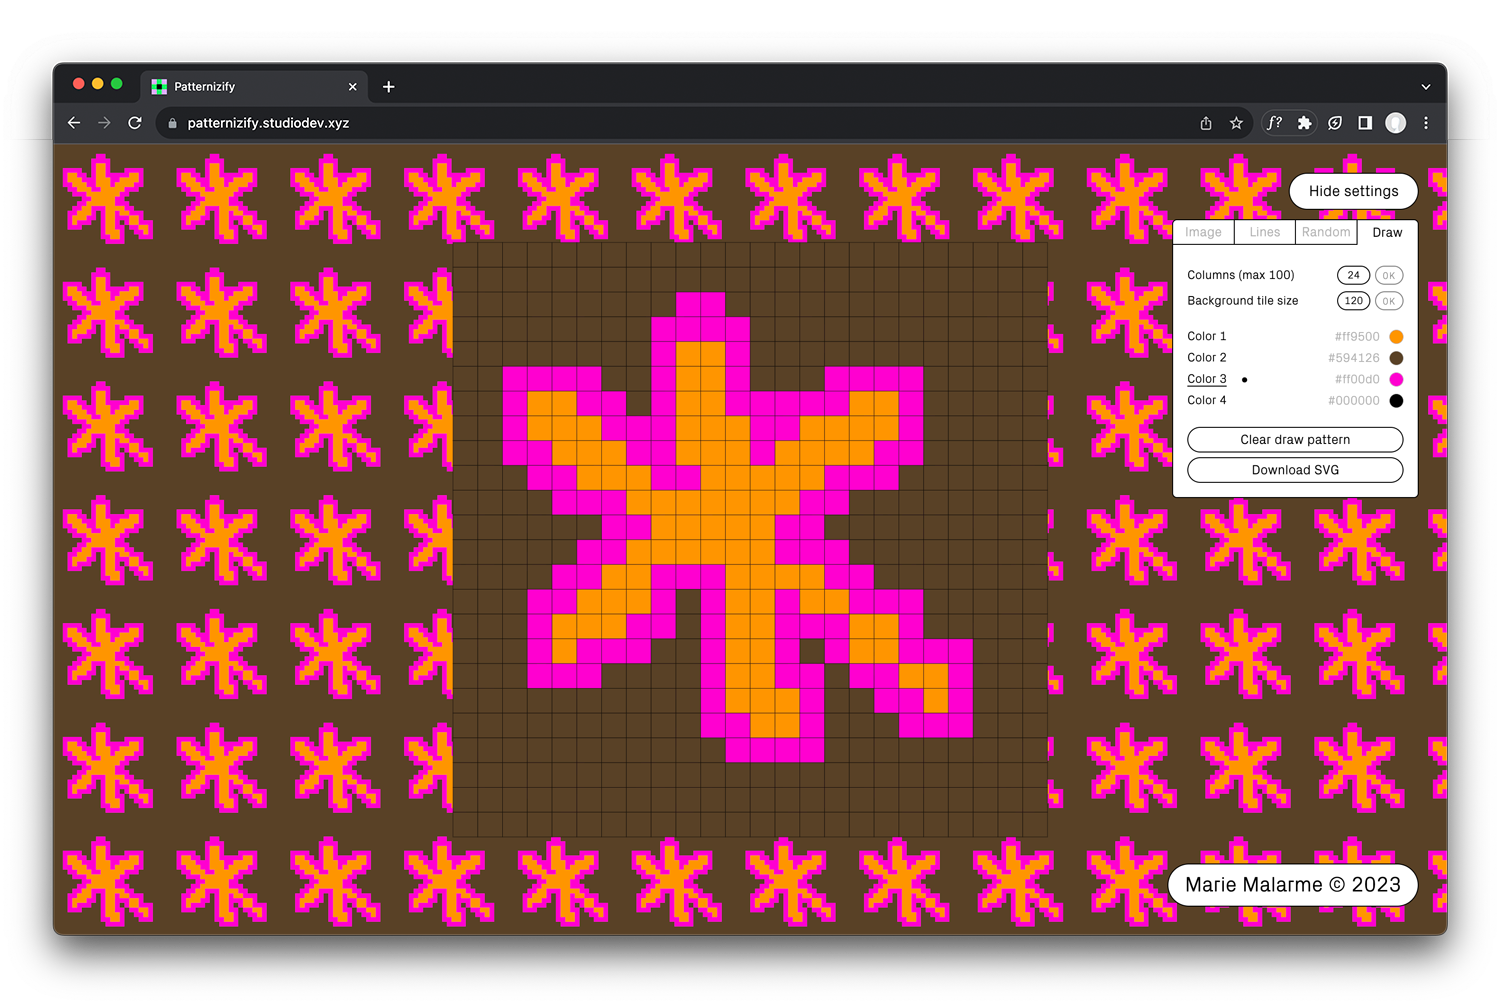 Patternizify
patternizify.studiodev.xyz
f?
Hide settings
Image Lines Random Draw
Columns (max 100) 24 OK
Background tile size 120 OK
Color 1 #ff9500
Color 2 #594126
Color 3 #ff00d0
Color 4 #000000
Clear draw pattern
Download SVG
Marie Malarme © 2023